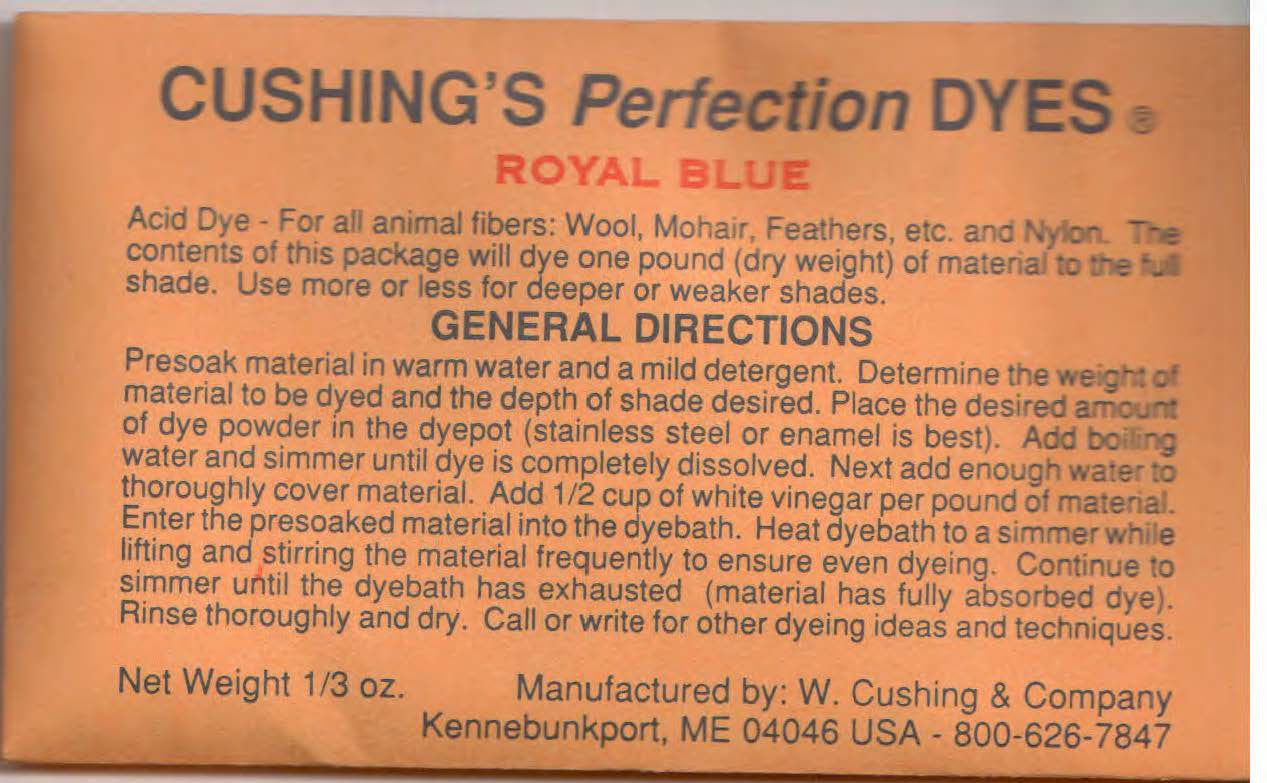 CUSHING'S Perfection DYES ®
ROYAL BLUE
Acid Dye - For all animal fibers: Wool, Mohair, Feathers, etc. and Nylon. The
contents of this package will dye one pound (dry weight) of material to the full
shade. Use more or less for deeper or weaker shades.
GENERAL DIRECTIONS
Presoak material in warm water and a mild detergent. Determine the weight of
material to be dyed and the depth of shade desired. Place the desired amount
of dye powder in the dyepot (stainless steel or enamel is best). Add boiling
water and simmer until dye is completely dissolved. Next add enough water to
thoroughly cover material. Add 1/2 cup of white vinegar per pound of material.
Enter the presoaked material into the dyebath. Heat dyebath to a simmer while
lifting and stirring the material frequently to ensure even dyeing. Continue to
simmer until the dyebath has exhausted (material has fully absorbed dye).
Rinse thoroughly and dry. Call or write for other dyeing ideas and techniques.
Net Weight 1/3 oz. Manufactured by: W. Cushing & Company
Kennebunkport, ME 04046 USA - 800-626-7847